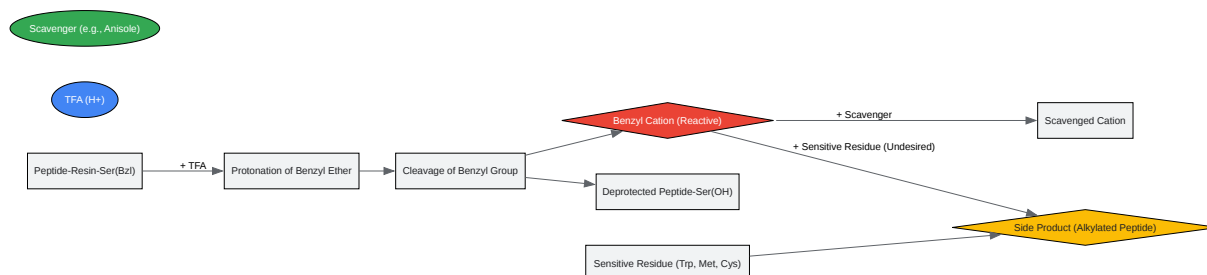 Scavenger (e.g., Anisole)
TFA (H+)
Peptide-Resin-Ser(Bzl)
+ TFA
Protonation of Benzyl Ether
Cleavage of Benzyl Group
Benzyl Cation (Reactive)
Deprotected Peptide-Ser(OH)
Sensitive Residue (Trp, Met, Cys)
+ Scavenger
+ Sensitive Residue (Undesired)
Scavenged Cation
Side Product (Alkylated Peptide)